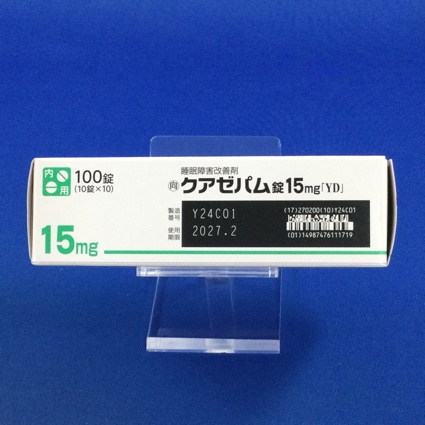 内用
100錠
(10錠×10)
15mg
睡眠障害改善剤
向 クアゼパム錠15mg「YD」
製造番号 Y24C01
使用期限 2027.2
(17)270200(10)Y24C01
(01)14987476111719